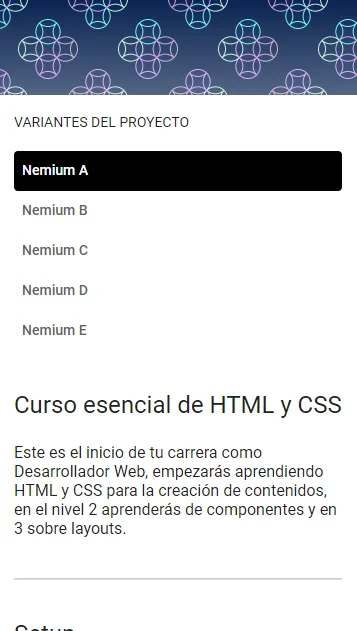 VARIANTES DEL PROYECTO
Nemium A
Nemium B
Nemium C
Nemium D
Nemium E
Curso esencial de HTML y CSS
Este es el inicio de tu carrera como
Desarrollador Web, empezarás aprendiendo
HTML y CSS para la creación de contenidos,
en el nivel 2 aprenderás de componentes y en
3 sobre layouts.
Setup